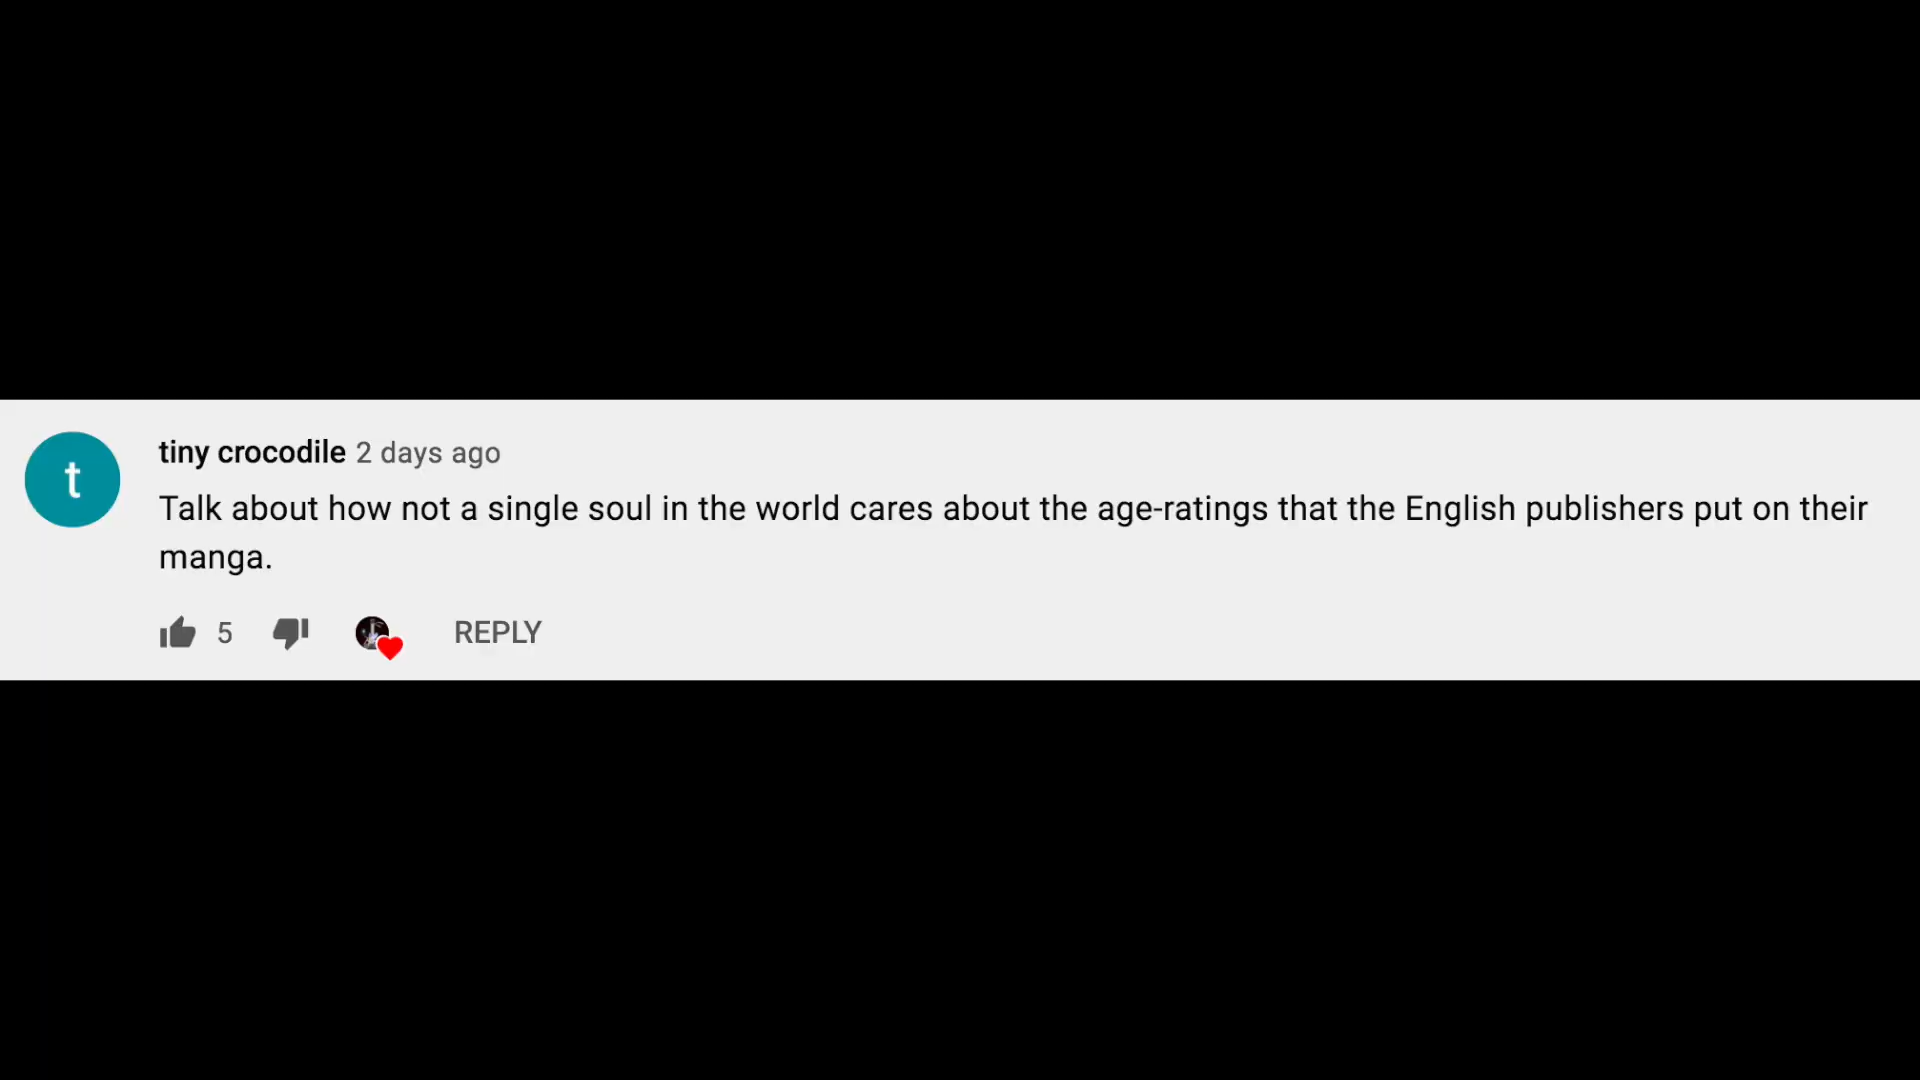 t
tiny crocodile 2 days ago
Talk about how not a single soul in the world cares about the age-ratings that the English publishers put on their
manga.
5 REPLY